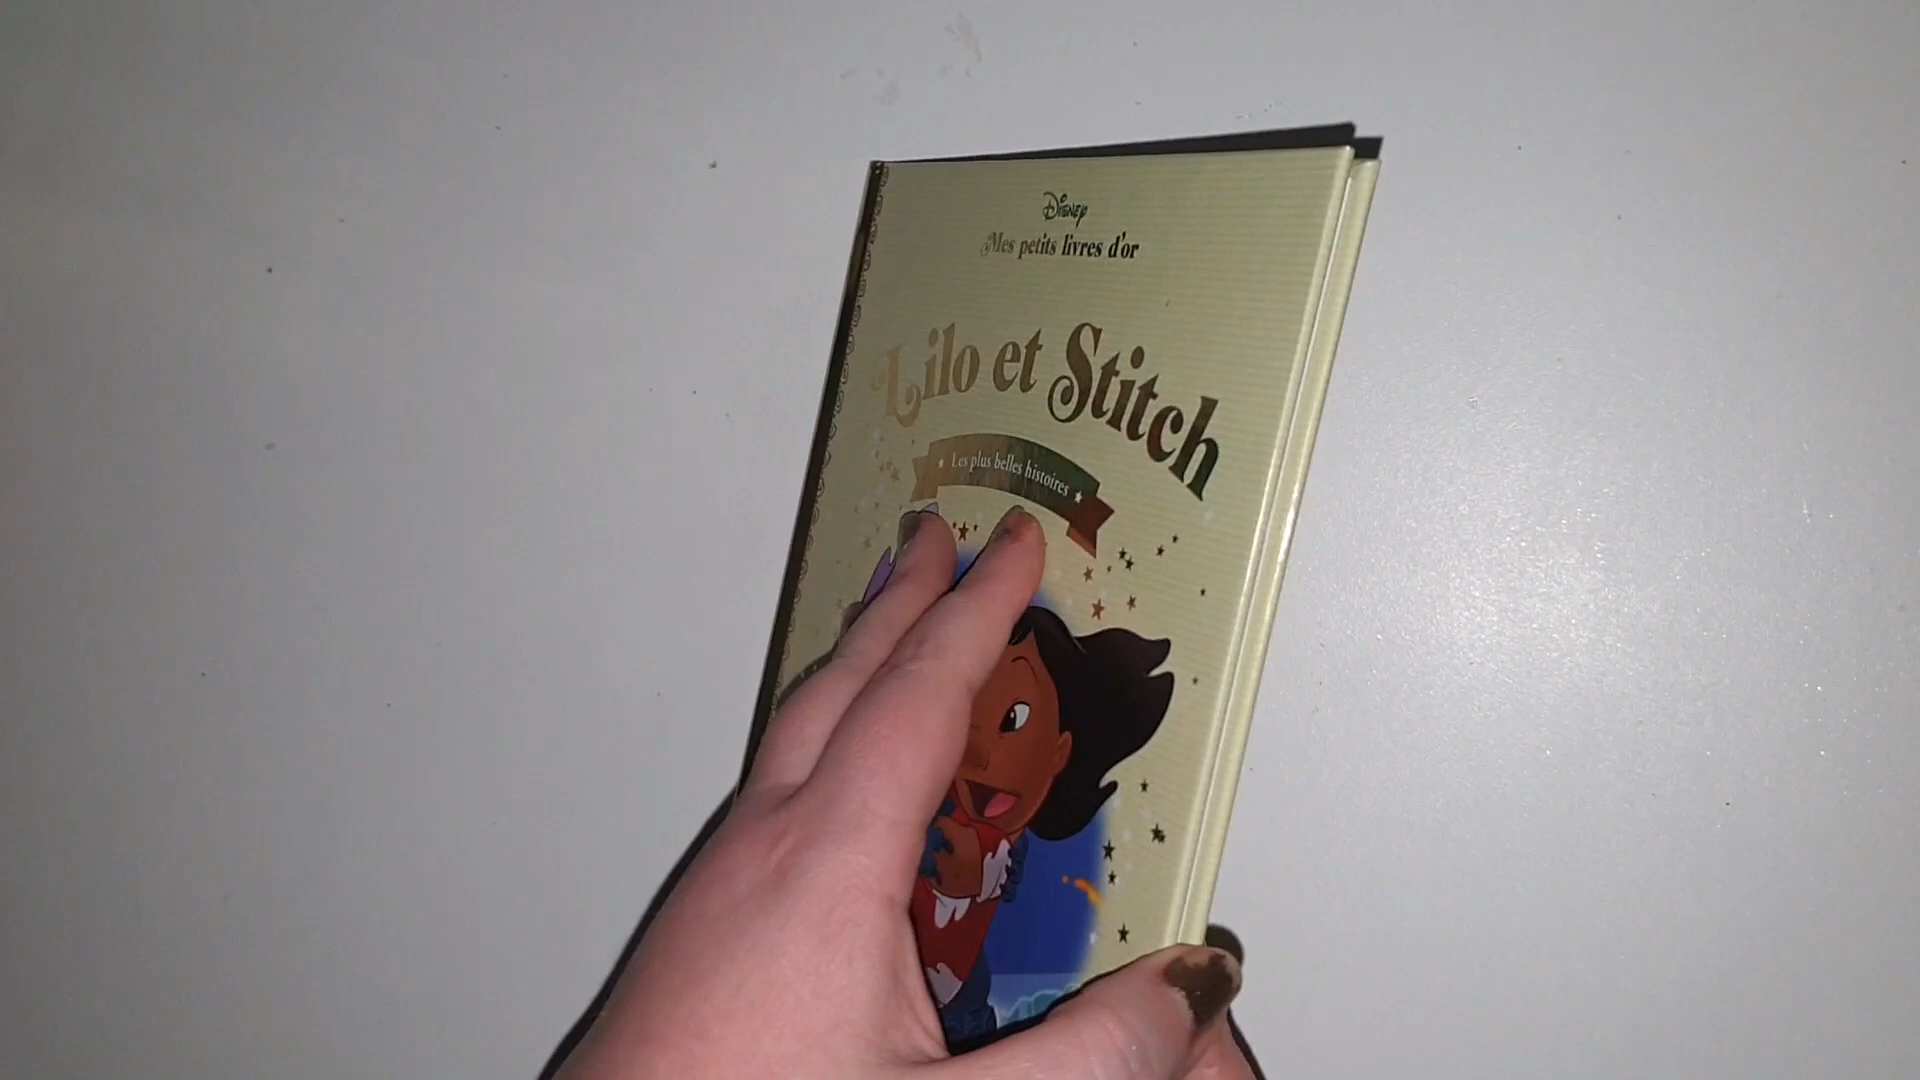 Disney
Mes petits livres d'or
Lilo et Stitch
Les plus belles histoires